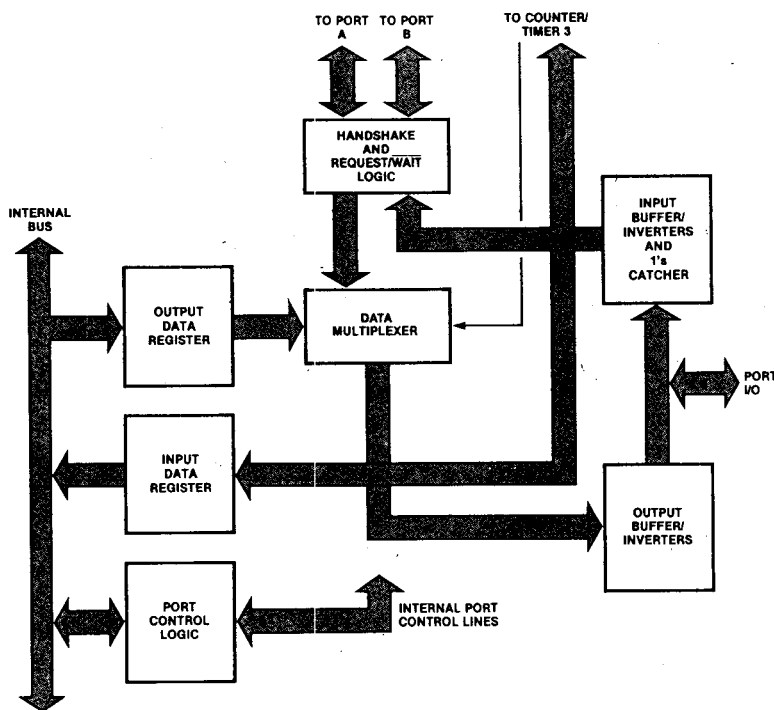 TO PORT
A
TO PORT
B
TO COUNTER/
TIMER 3
HANDSHAKE
AND
REQUEST/WAIT
LOGIC
INPUT
BUFFER/
INVERTERS
AND
1's
CATCHER
INTERNAL
BUS
OUTPUT
DATA
REGISTER
DATA
MULTIPLEXER
PORT
I/O
INPUT
DATA
REGISTER
OUTPUT
BUFFER/
INVERTERS
PORT
CONTROL
LOGIC
INTERNAL PORT
CONTROL LINES